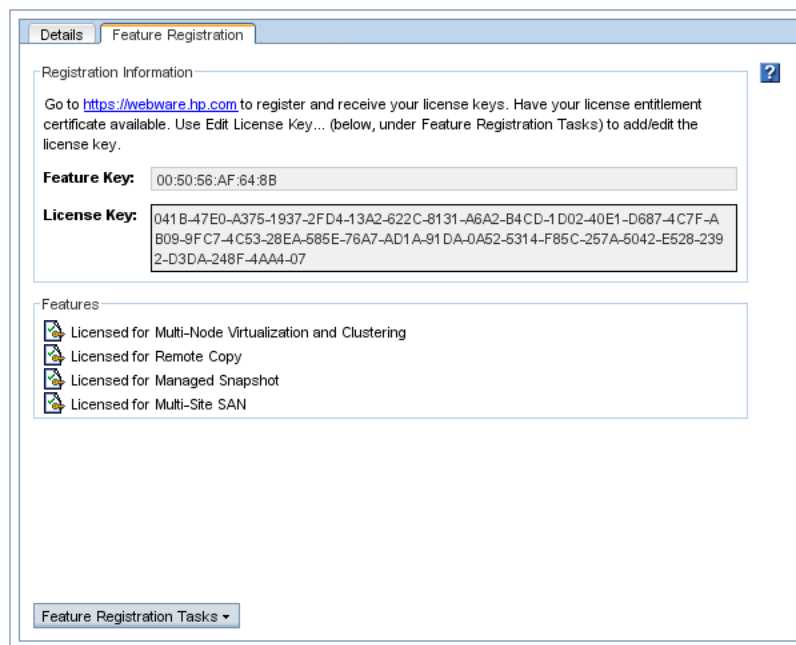 Details Feature Registration
Registration Information
?
Go to https://webware.hp.com to register and receive your license keys. Have your license entitlement
certificate available. Use Edit License Key... (below, under Feature Registration Tasks) to add/edit the
license key.
Feature Key: 00:50:56:AF:64:8B
License Key: 041B-47E0-A375-1937-2FD4-13A2-622C-8131-A6A2-B4CD-1D02-40E1-D687-4C7F-A
B09-9FC7-4C53-28EA-585E-76A7-AD1A-91DA-0A52-5314-F85C-257A-5042-E528-239
2-D3DA-248F-4AA4-07
Features
Licensed for Multi-Node Virtualization and Clustering
Licensed for Remote Copy
Licensed for Managed Snapshot
Licensed for Multi-Site SAN
Feature Registration Tasks